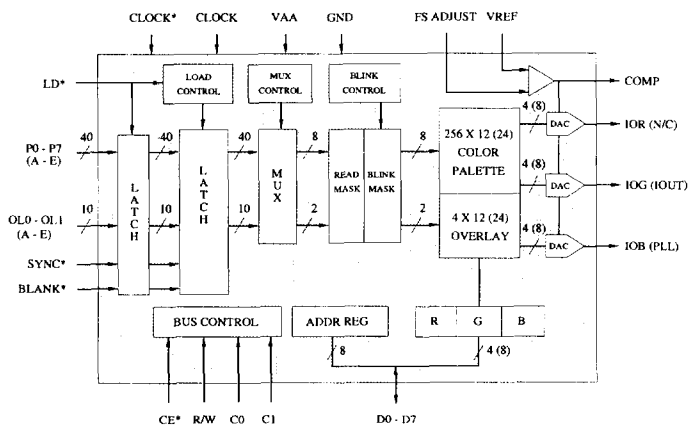 CLOCK* CLOCK VAA GND FS ADJUST VREF
LD*
LOAD
CONTROL
MUX
CONTROL
BLINK
CONTROL
COMP
P0 - P7
(A - E)
40
40
40
8
8
256 X 12 (24)
COLOR
PALETTE
4 (8)
DAC
IOR (N/C)
LATCH
LATCH
MUX
READ
MASK
BLINK
MASK
4 (8)
DAC
IOG (IOUT)
OL0 - OL1
(A - E)
10
10
10
2
2
4 X 12 (24)
OVERLAY
4 (8)
DAC
IOB (PLL)
SYNC*
BLANK*
BUS CONTROL
ADDR REG
R G B
8
4 (8)
CE* R/W C0 C1
D0 - D7